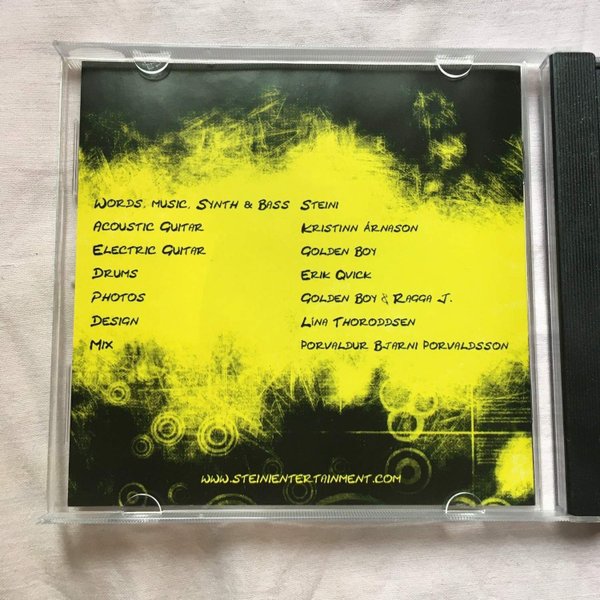 Words, music, Synth & Bass Steini
Acoustic Guitar Kristinn Árnason
Electric Guitar Golden Boy
Drums Erik Qvick
Photos Golden Boy & Ragga J.
Design Lína Thoroddsen
Mix Þorvaldur Bjarni Þorvaldsson
www.steinientertainment.com